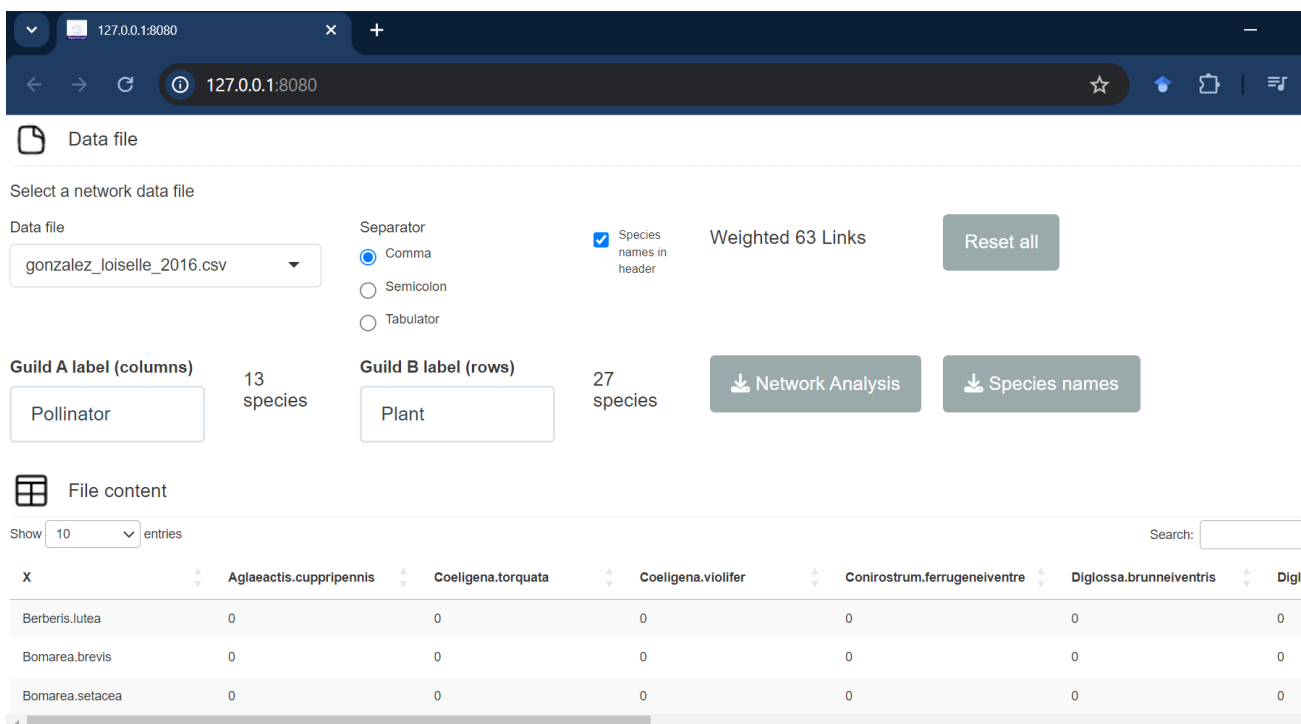 127.0.0.1:8080
127.0.0.1:8080
Data file
Select a network data file
Data file
gonzalez_loiselle_2016.csv
Separator
Comma
Semicolon
Tabulator
Species
names in
header
Weighted 63 Links
Reset all
Guild A label (columns)
Pollinator
13
species
Guild B label (rows)
Plant
27
species
Network Analysis
Species names
File content
Show 10 entries
Search:
X Aglaeactis.cuppripennis Coeligena.torquata Coeligena.violifer Conirostrum.ferrugeneiventre Diglossa.brunneiventris Digl
Berberis.lutea 0 0 0 0 0 0
Bomarea.brevis 0 0 0 0 0 0
Bomarea.setacea 0 0 0 0 0 0